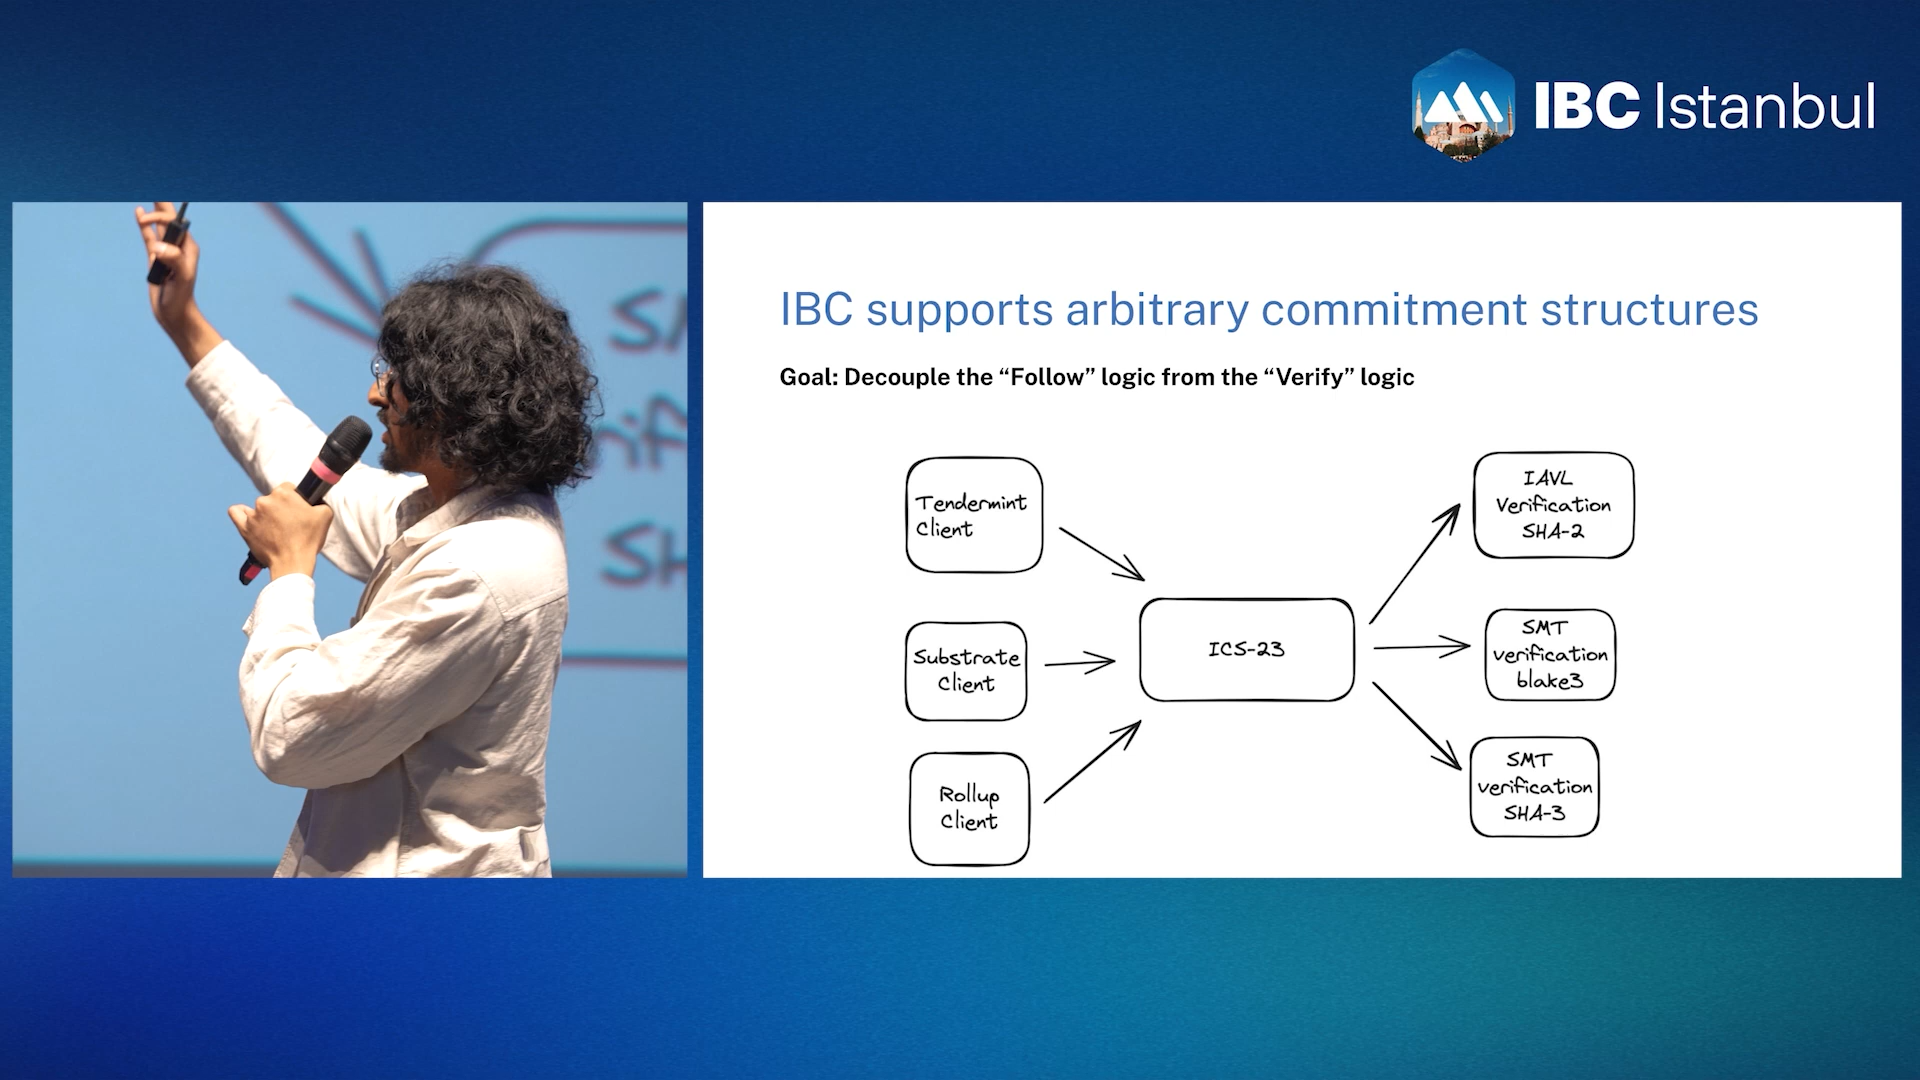 IBC Istanbul
IBC supports arbitrary commitment structures
Goal: Decouple the “Follow” logic from the “Verify” logic
Tendermint
Client
Substrate
Client
Rollup
Client
ICS-23
IAVL
Verification
SHA-2
SMT
verification
blake3
SMT
verification
SHA-3